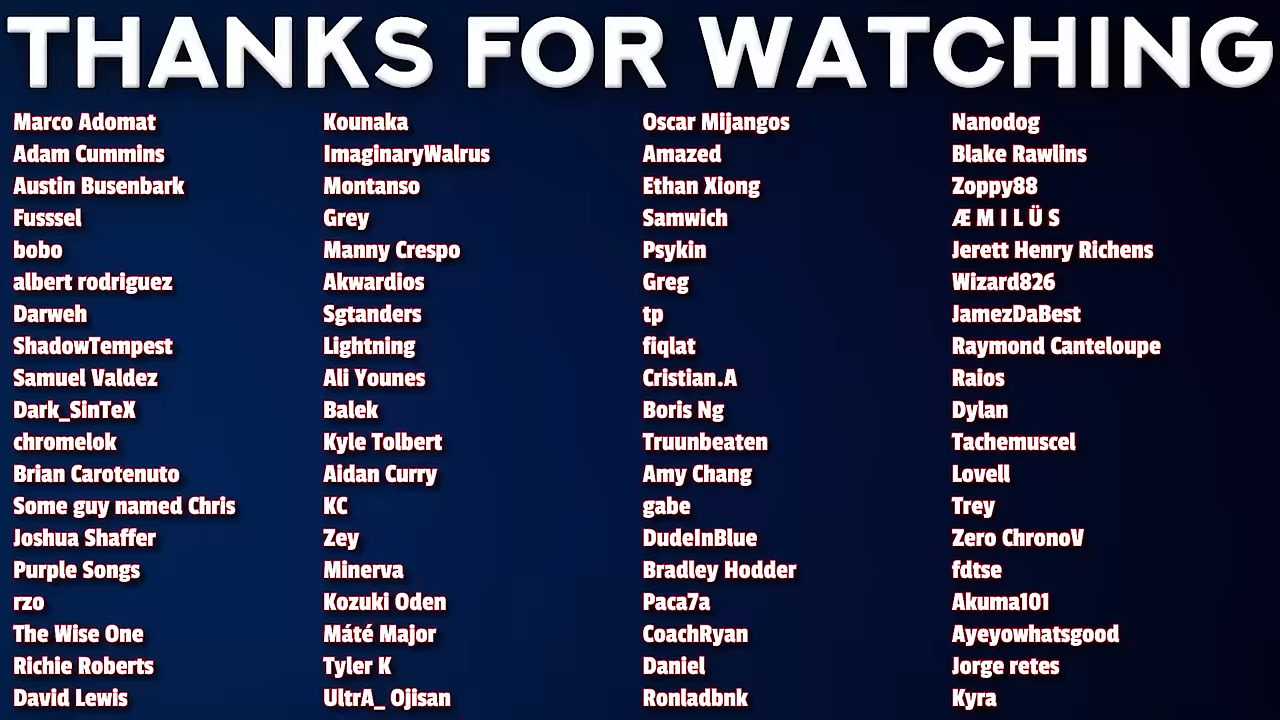 THANKS FOR WATCHING
Marco Adomat
Adam Cummins
Austin Busenbark
Fusssel
bobo
albert rodriguez
Darweh
ShadowTempest
Samuel Valdez
Dark_SinTeX
chromelok
Brian Carotenuto
Some guy named Chris
Joshua Shaffer
Purple Songs
rzo
The Wise One
Richie Roberts
David Lewis
Kounaka
ImaginaryWalrus
Montanso
Grey
Manny Crespo
Akwardios
Sgtanders
Lightning
Ali Younes
Balek
Kyle Tolbert
Aidan Curry
KC
Zey
Minerva
Kozuki Oden
Máté Major
Tyler K
UltrA_ Ojisan
Oscar Mijangos
Amazed
Ethan Xiong
Samwich
Psykin
Greg
tp
fiqlat
Cristian.A
Boris Ng
Truunbeaten
Amy Chang
gabe
DudeInBlue
Bradley Hodder
Paca7a
CoachRyan
Daniel
Ronladbnk
Nanodog
Blake Rawlins
Zoppy88
Æ M I L Ü S
Jerett Henry Richens
Wizard826
JamezDaBest
Raymond Canteloupe
Raios
Dylan
Tachemuscel
Lovell
Trey
Zero ChronoV
fdtse
Akuma101
Ayeyowhatsgood
Jorge retes
Kyra